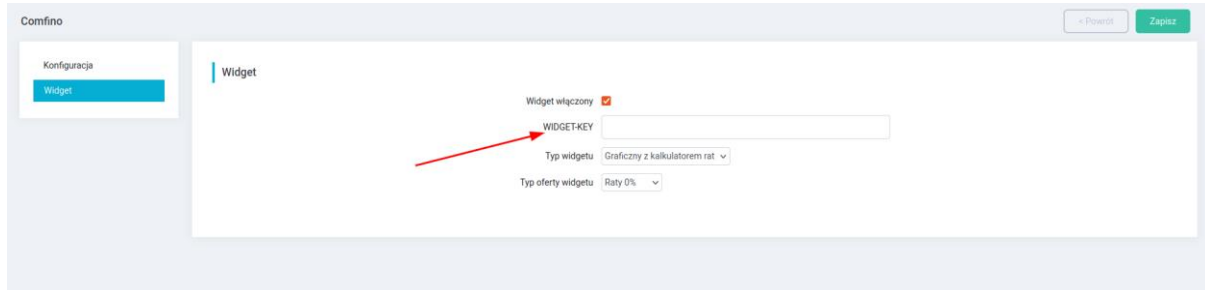 Comfino
« Powrót
Zapisz
Konfiguracja
Widget
Widget
Widget włączony
WIDGET-KEY
Typ widgetu Graficzny z kalkulatorem rat
Typ oferty widgetu Raty 0%